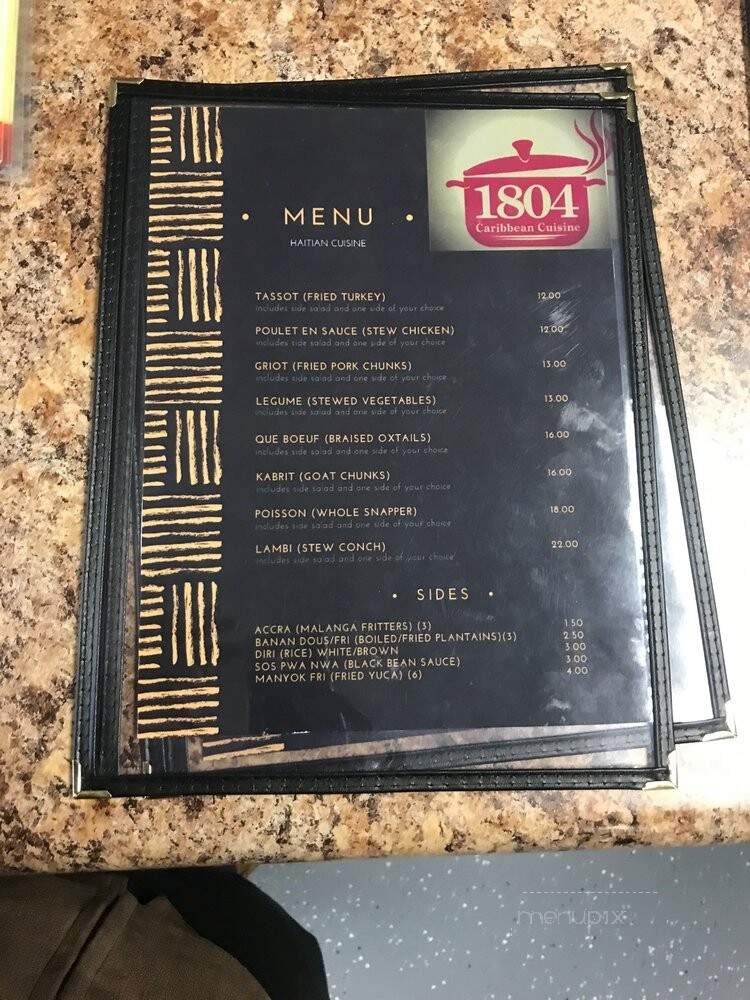 1804
Caribbean Cuisine
• MENU •
HAITIAN CUISINE
TASSOT (FRIED TURKEY) 12.00
includes side salad and one side of your choice
POULET EN SAUCE (STEW CHICKEN) 12.00
includes side salad and one side of your choice
GRIOT (FRIED PORK CHUNKS) 13.00
includes side salad and one side of your choice
LEGUME (STEWED VEGETABLES) 13.00
includes side salad and one side of your choice
QUE BOEUF (BRAISED OXTAILS) 16.00
includes side salad and one side of your choice
KABRIT (GOAT CHUNKS) 16.00
includes side salad and one side of your choice
POISSON (WHOLE SNAPPER) 18.00
includes side salad and one side of your choice
LAMBI (STEW CONCH) 22.00
includes side salad and one side of your choice
• SIDES •
ACCRA (MALANGA FRITTERS) (3) 1.50
BANAN DOUS/FRI (BOILED/FRIED PLANTAINS)(3) 2.50
DIRI (RICE) WHITE/BROWN 3.00
SOS PWA NWA (BLACK BEAN SAUCE) 3.00
MANYOK FRI (FRIED YUCA) (6) 4.00
menupix